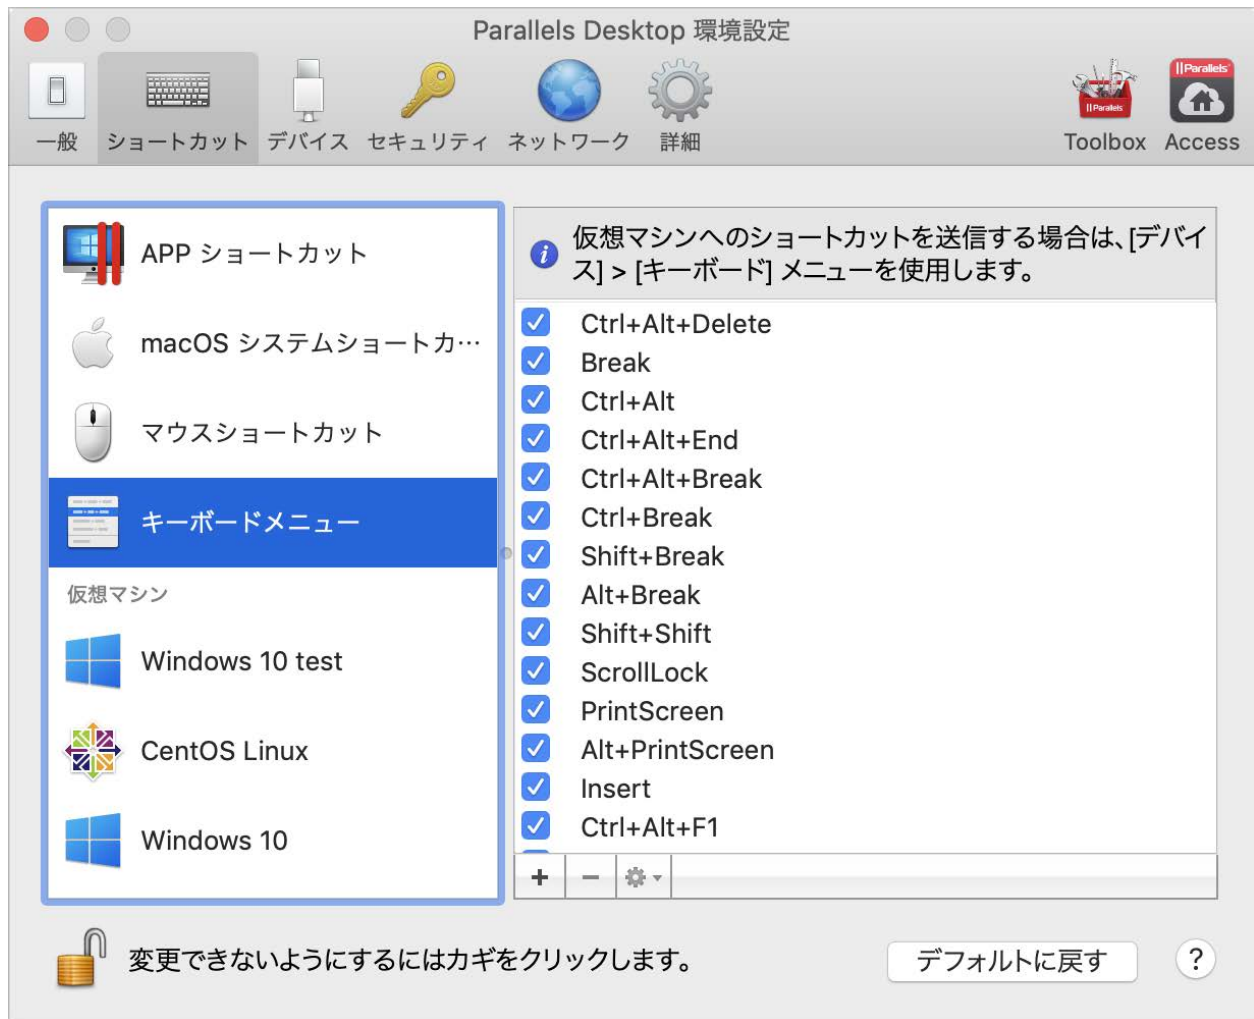 Parallels Desktop 環境設定
一般
ショートカット
デバイス
セキュリティ
ネットワーク
詳細
||Parallels
Toolbox
||Parallels
Access
APP ショートカット
macOS システムショートカ…
マウスショートカット
キーボードメニュー
仮想マシン
Windows 10 test
CentOS Linux
Windows 10
仮想マシンへのショートカットを送信する場合は、[デバイ
ス] > [キーボード] メニューを使用します。
Ctrl+Alt+Delete
Break
Ctrl+Alt
Ctrl+Alt+End
Ctrl+Alt+Break
Ctrl+Break
Shift+Break
Alt+Break
Shift+Shift
ScrollLock
PrintScreen
Alt+PrintScreen
Insert
Ctrl+Alt+F1
変更できないようにするにはカギをクリックします。
デフォルトに戻す
?